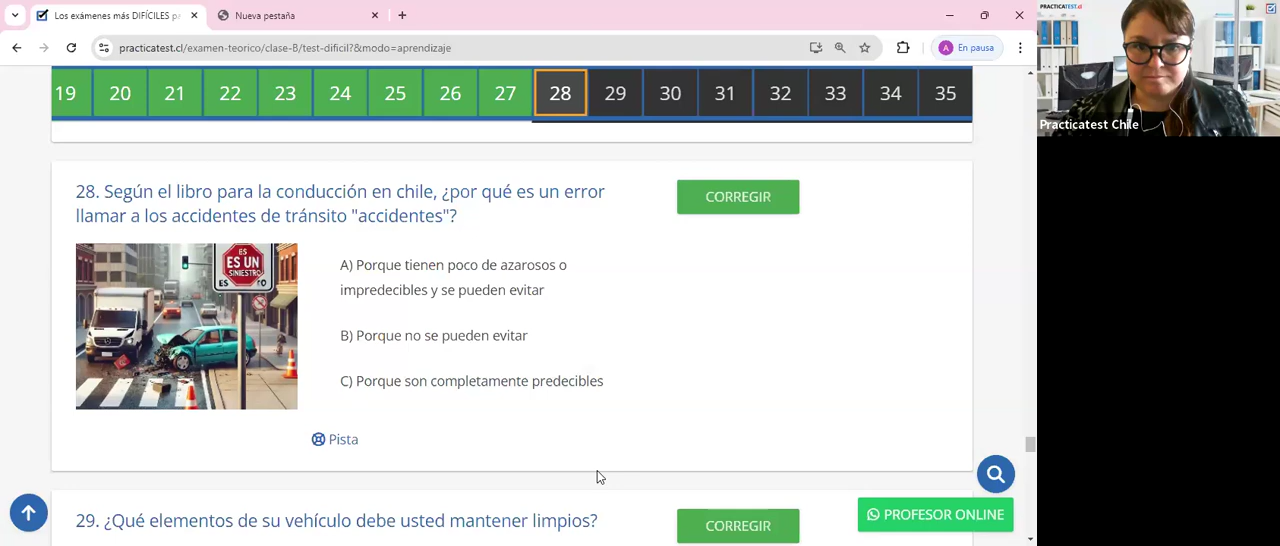 Los exámenes más DIFÍCILES pa
Nueva pestaña
practicatest.cl/examen-teorico/clase-B/test-dificil?&modo=aprendizaje
A En pausa
19 20 21 22 23 24 25 26 27 28 29 30 31 32 33 34 35
28. Según el libro para la conducción en chile, ¿por qué es un error
llamar a los accidentes de tránsito "accidentes"?
CORREGIR
ES
ES UN
SINIESTRO
ES TO
A) Porque tienen poco de azarosos o
impredecibles y se pueden evitar
B) Porque no se pueden evitar
C) Porque son completamente predecibles
Pista
29. ¿Qué elementos de su vehículo debe usted mantener limpios?
CORREGIR
PROFESOR ONLINE
PRACTICATEST.cl
Practicatest Chile